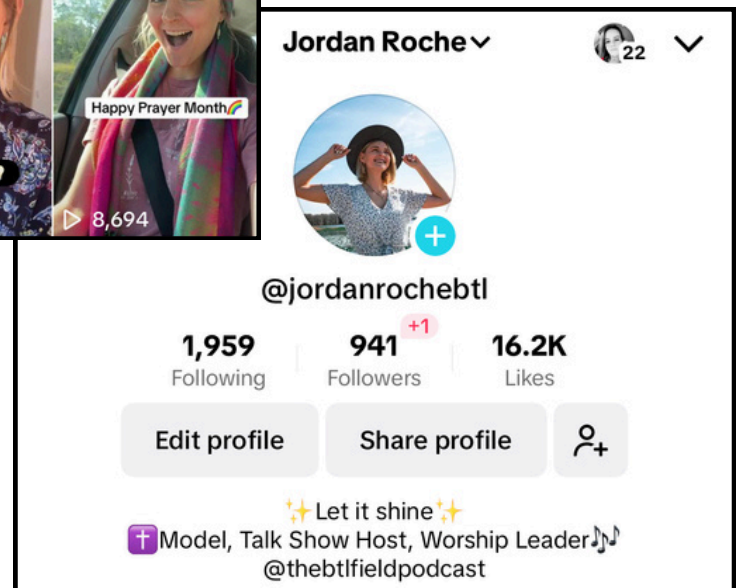 Happy Prayer Month🌈
8,694
Jordan Roche
22
@jordanrochebtl
+1
1,959 941 16.2K
Following Followers Likes
Edit profile Share profile
✨Let it shine✨
✝️Model, Talk Show Host, Worship Leader🎶
@thebtlfieldpodcast